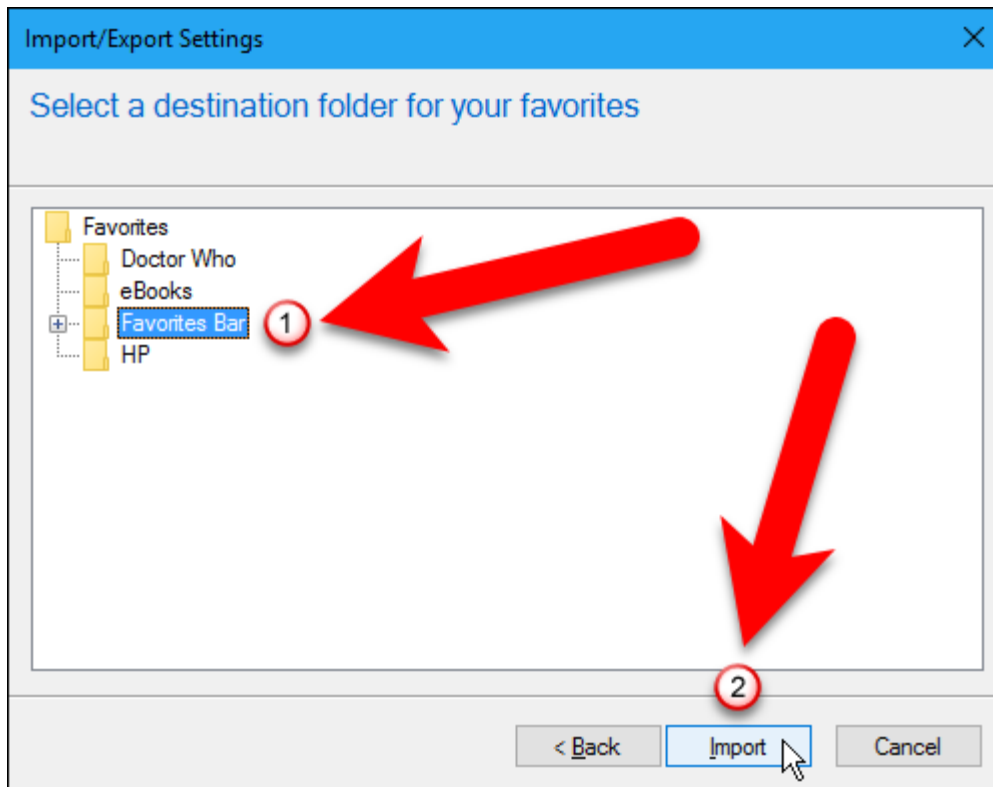 Import/Export Settings
Select a destination folder for your favorites
Favorites
Doctor Who
eBooks
Favorites Bar 1
HP
2
< Back Import Cancel